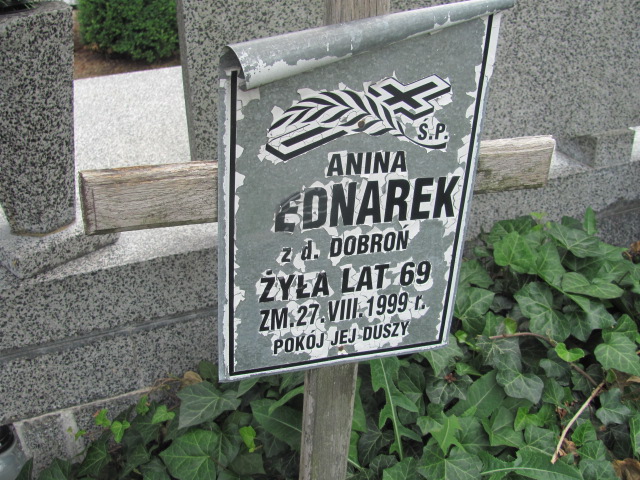 Ś.P.
ANINA
EDNAREK
z d. DOBROŃ
ŻYŁA LAT 69
ZM. 27.VIII.1999 r.
POKÓJ JEJ DUSZY